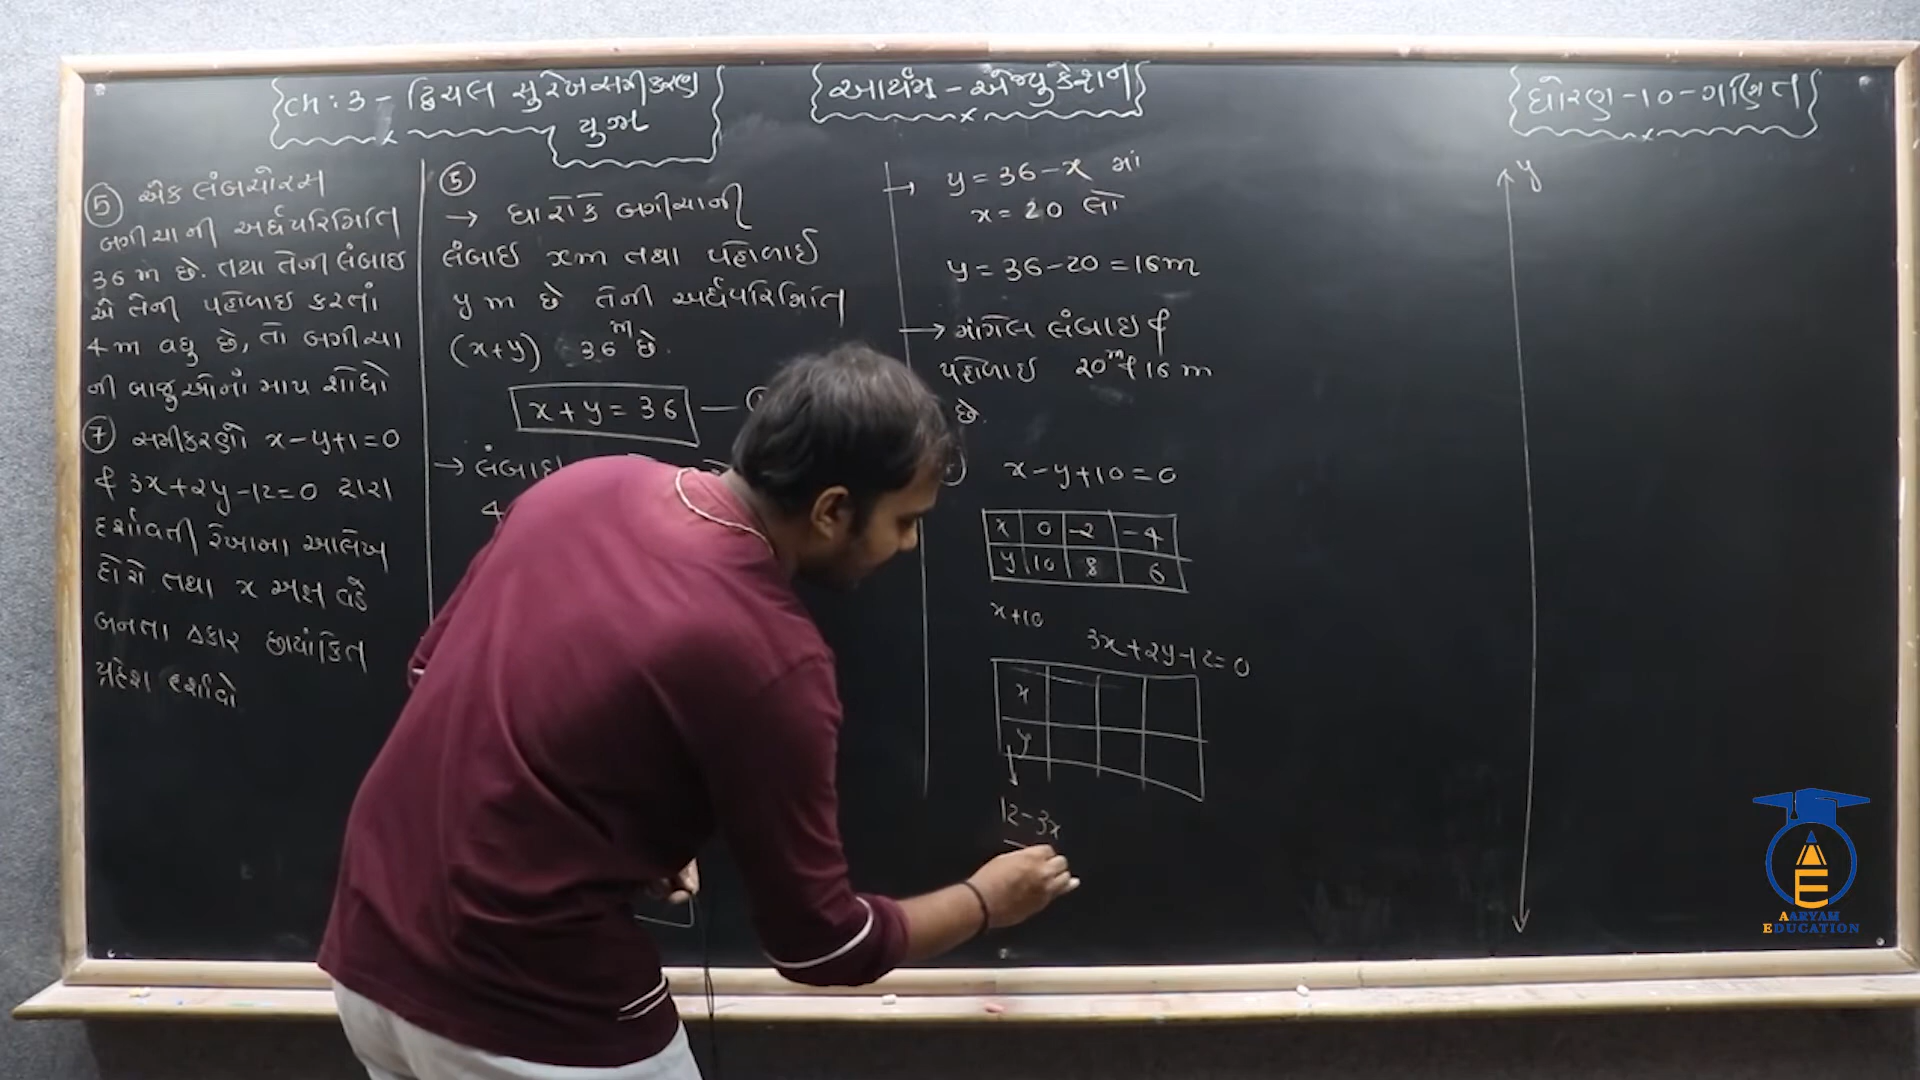 ch: 3 - દ્વિચલ સુરેખ સમીકરણ
યુગ્મ
આર્યમ - એજ્યુકેશન
ધોરણ - 10 - ગણિત
⑤ એક લંબચોરસ
બગીચાની અર્ધપરિમિતિ
36 m છે. તથા તેની લંબાઈ
એ તેની પહોળાઈ કરતાં
4 m વધુ છે, તો બગીચા
ની બાજુઓનાં માપ શોધો
⑦ સમીકરણો x - y + 1 = 0
& 3x + 2y - 12 = 0 દ્વારા
દર્શાવતી રેખાના આલેખ
દોરો તથા x અક્ષ વડે
બનતા Δકાર છાયાંકિત
પ્રદેશ દર્શાવો
⑤
→ ધારોકે બગીચાની
લંબાઈ xm તથા પહોળાઈ
y m છે તેની અર્ધપરિમિતિ
(x+y) 36 m છે.
x + y = 36 —
→ લંબાઈ
4
→ y = 36 - x માં
x = 20 લો
y = 36 - 20 = 16m
→ માંગેલ લંબાઈ &
પહોળાઈ 20 m & 16 m
છે.
x - y + 10 = 0
x 0 -2 -4
y 10 8 6
x+10
3x + 2y - 12 = 0
x
y
12 - 3x
y
AARYAM
EDUCATION